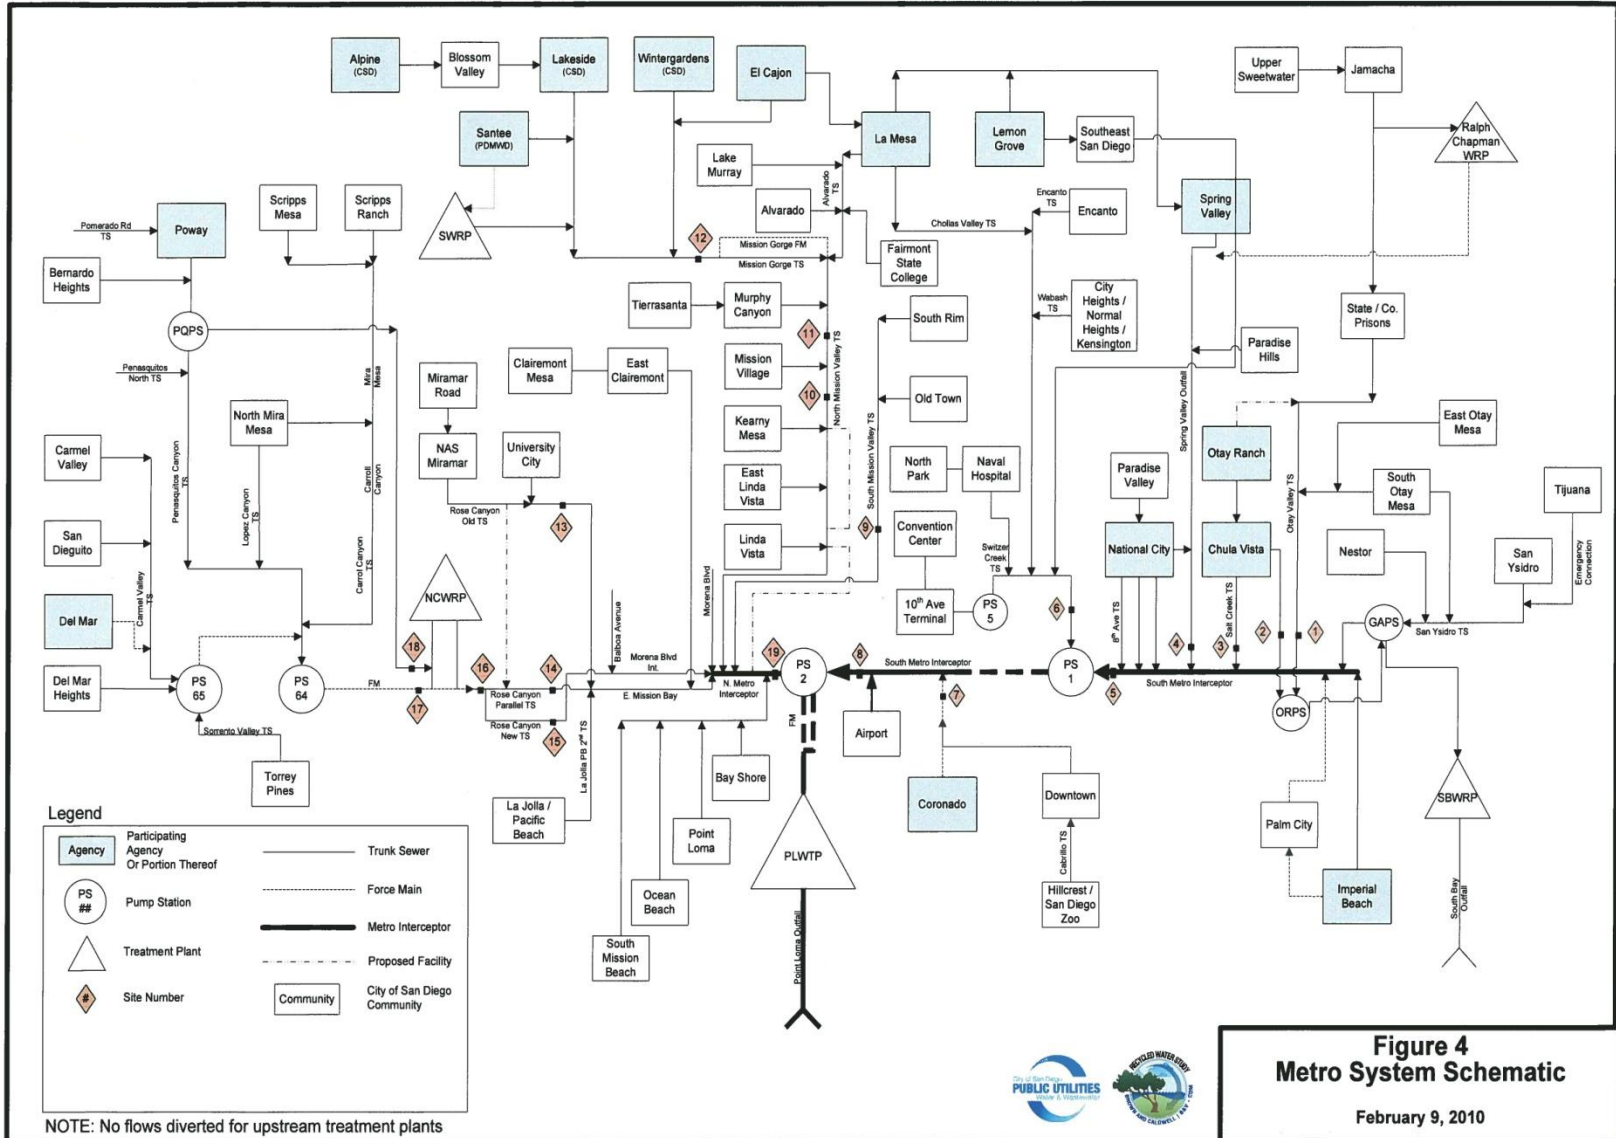 Alpine
(CSD)
Blossom
Valley
Lakeside
(CSD)
Wintergardens
(CSD)
El Cajon
Upper
Sweetwater
Jamacha
Santee
(PDMWD)
La Mesa
Lemon
Grove
Southeast
San Diego
Ralph
Chapman
WRP
Lake
Murray
Alvarado
TS
Alvarado
Scripps
Mesa
Scripps
Ranch
Pomerado Rd
TS
Poway
SWRP
Encanto
TS
Encanto
Spring
Valley
Chollas Valley TS
12
Mission Gorge FM
Mission Gorge TS
Fairmont
State
College
Bernardo
Heights
Tierrasanta
Murphy
Canyon
Wabash
TS
City
Heights /
Normal
Heights /
Kensington
State / Co.
Prisons
PQPS
South Rim
11
North Mission Valley TS
Paradise
Hills
Penasquitos
North TS
Mira
Mesa
Clairemont
Mesa
East
Clairemont
Mission
Village
Miramar
Road
10
Old Town
Spring Valley Outfall
North Mira
Mesa
Kearny
Mesa
East Otay
Mesa
Carmel
Valley
NAS
Miramar
University
City
North
Park
Naval
Hospital
Paradise
Valley
Otay Ranch
Penasquitos Canyon
TS
Carroll
Canyon
East
Linda
Vista
South Mission Valley TS
Otay Valley TS
South
Otay
Mesa
Tijuana
Lopez Canyon
TS
Rose Canyon
Old TS
13
9
Convention
Center
Switzer
Creek
TS
National City
Chula Vista
Nestor
San
Ysidro
Emergency
Connection
San
Dieguito
Linda
Vista
Carrol Canyon
TS
NCWRP
Morena Blvd
10th Ave
Terminal
PS
5
6
8th Ave TS
Salt Creek TS
GAPS
San Ysidro TS
Del Mar
Carmel Valley
TS
Balboa Avenue
4
3
2
1
18
16
14
Morena Blvd
Int.
19
PS
2
8
South Metro Interceptor
PS
1
5
South Metro Interceptor
Del Mar
Heights
PS
65
PS
64
FM
17
Rose Canyon
Parallel TS
E. Mission Bay
N. Metro
Interceptor
7
ORPS
Rose Canyon
New TS
15
La Jolla PB 2nd TS
FM
Airport
Sorrento Valley TS
Torrey
Pines
Bay Shore
Coronado
Downtown
SBWRP
La Jolla /
Pacific
Beach
Point
Loma
PLWTP
Cabrillo TS
Palm City
Ocean
Beach
Hillcrest /
San Diego
Zoo
Imperial
Beach
South Bay
Outfall
South
Mission
Beach
Point Loma Outfall
Legend
Agency
Participating
Agency
Or Portion Thereof
Trunk Sewer
PS
##
Pump Station
Force Main
Metro Interceptor
Treatment Plant
Proposed Facility
#
Site Number
Community
City of San Diego
Community
NOTE: No flows diverted for upstream treatment plants
City of San Diego
PUBLIC UTILITIES
Water & Wastewater
RECYCLED WATER STUDY
BROWN AND CALDWELL
Figure 4
Metro System Schematic
February 9, 2010